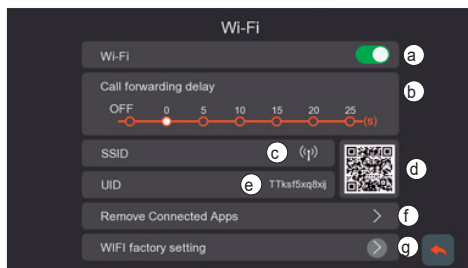 Wi-Fi
Wi-Fi
a
Call forwarding delay
b
OFF 0 5 10 15 20 25
(s)
SSID
c
d
UID
e
TTksf5xq8xij
Remove Connected Apps
f
WIFI factory setting
g